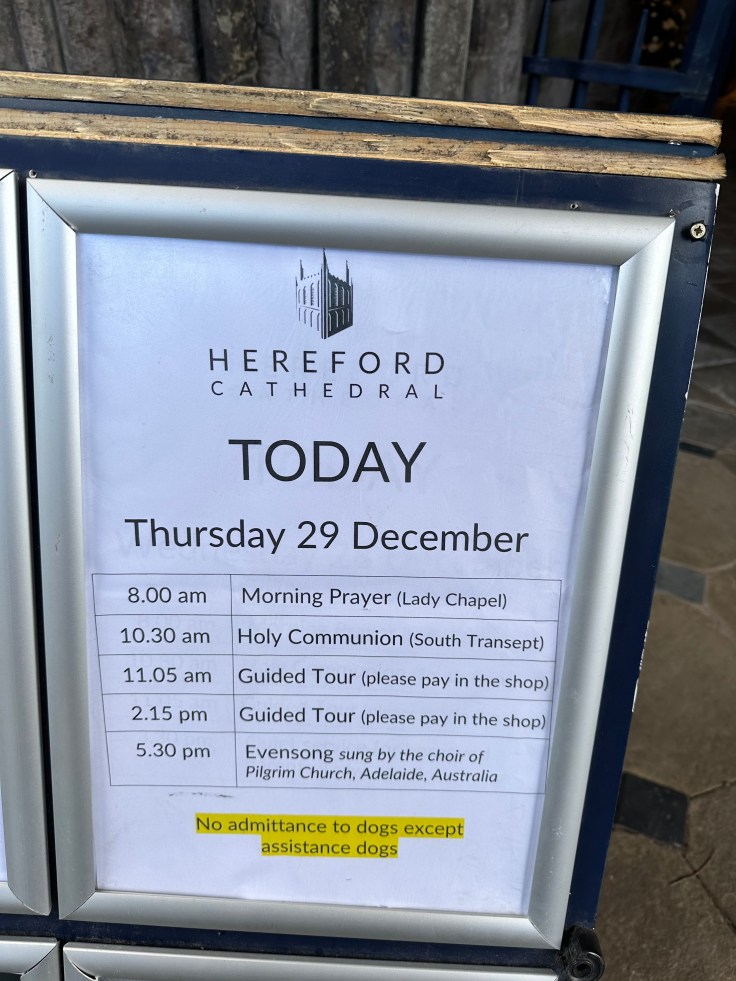 HEREFORD
CATHEDRAL
TODAY
Thursday 29 December
8.00 am Morning Prayer (Lady Chapel)
10.30 am Holy Communion (South Transept)
11.05 am Guided Tour (please pay in the shop)
2.15 pm Guided Tour (please pay in the shop)
5.30 pm Evensong sung by the choir of
Pilgrim Church, Adelaide, Australia
No admittance to dogs except
assistance dogs